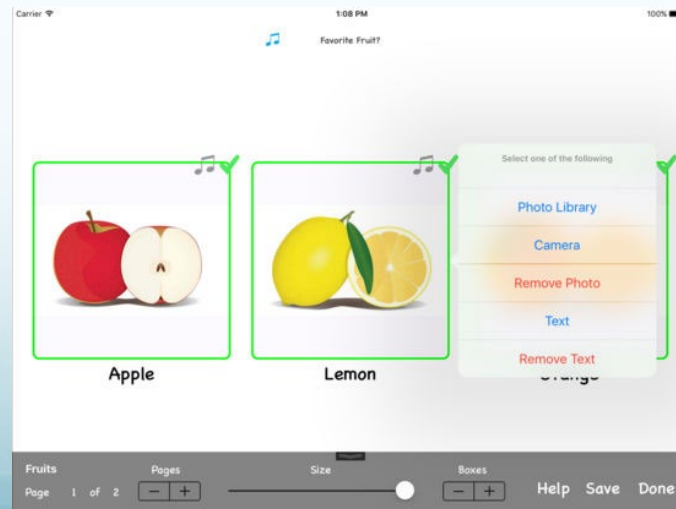 Carrier 1:08 PM 100%
Favorite Fruit?
Select one of the following
Photo Library
Camera
Remove Photo
Text
Remove Text
Apple Lemon
Fruits Pages Size Boxes
Page 1 of 2 − + − + Help Save Done